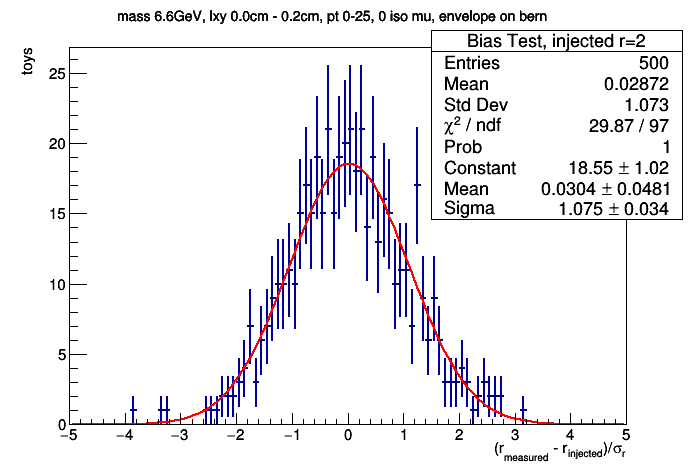 mass 6.6GeV, lxy 0.0cm - 0.2cm, pt 0-25, 0 iso mu, envelope on bern
toys
Bias Test, injected r=2
Entries 500
Mean 0.02872
Std Dev 1.073
χ² / ndf 29.87 / 97
Prob 1
Constant 18.55 ± 1.02
Mean 0.0304 ± 0.0481
Sigma 1.075 ± 0.034
25
20
15
10
5
0
−5 −4 −3 −2 −1 0 1 2 3 4 5
(r_measured - r_injected)/σ_r